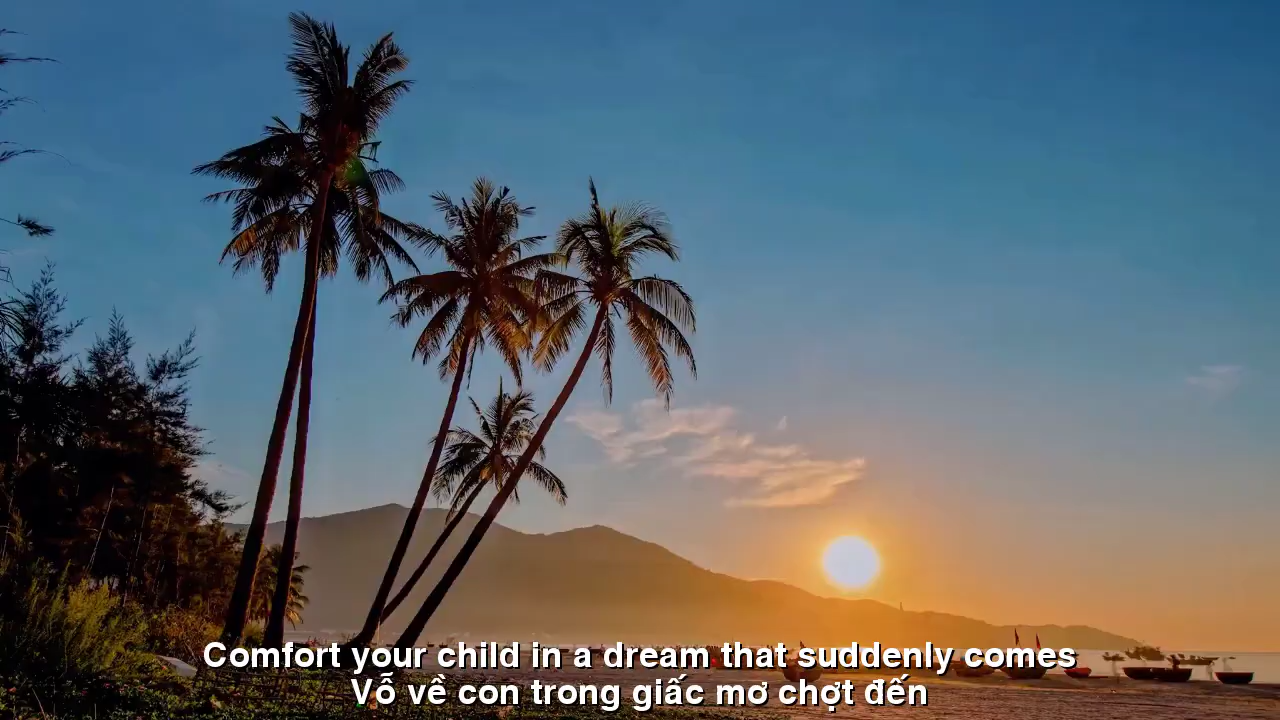 Comfort your child in a dream that suddenly comes
Vỗ về con trong giấc mơ chợt đến